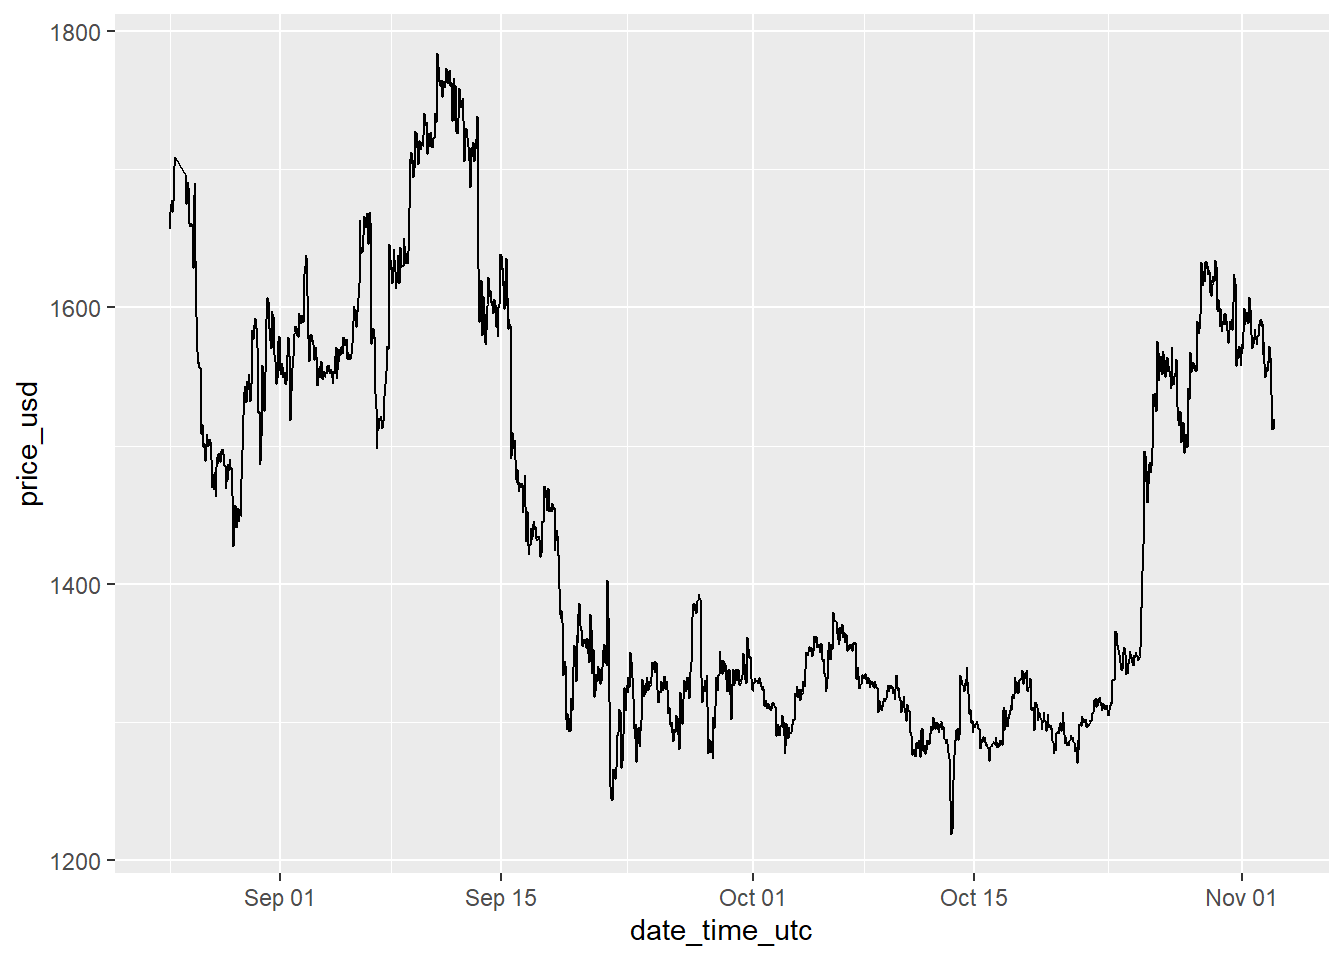 1800
1600
1400
1200
price_usd
Sep 01
Sep 15
Oct 01
Oct 15
Nov 01
date_time_utc